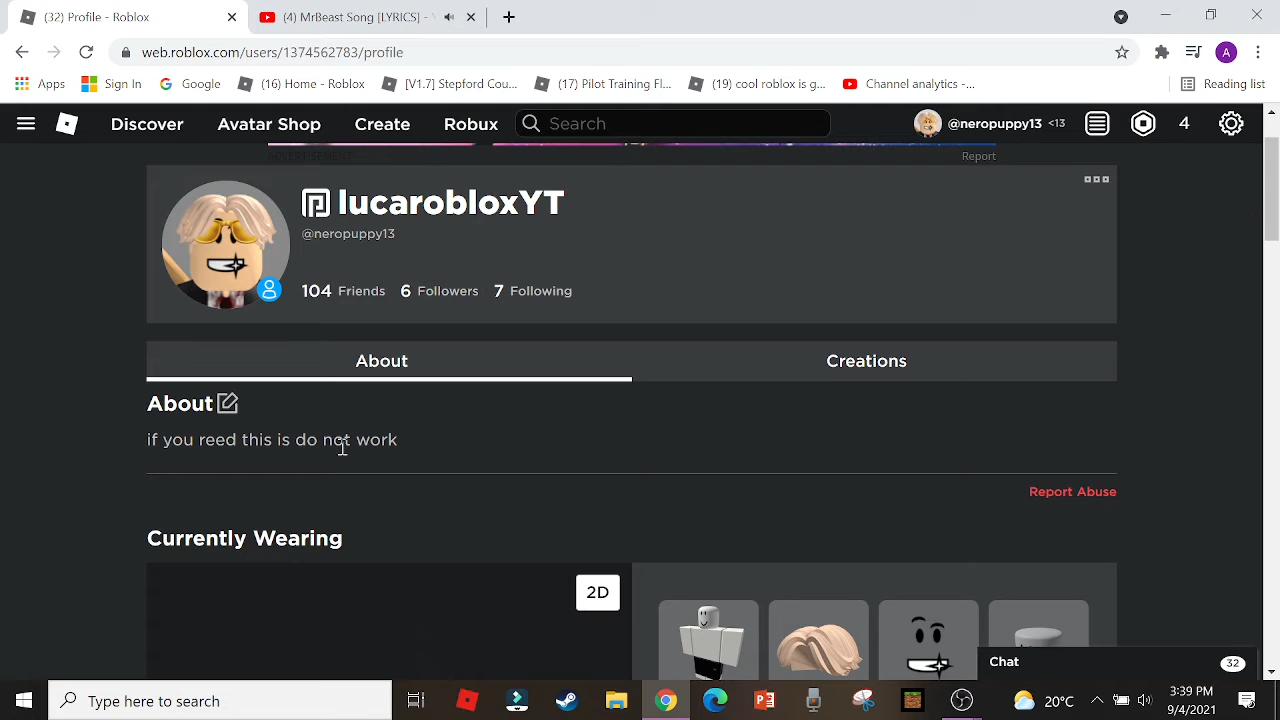 (32) Profile - Roblox
(4) MrBeast Song [LYRICS] -
web.roblox.com/users/1374562783/profile
A
Apps
Sign In
Google
(16) Home - Roblox
[V1.7] Stepford Cou...
(17) Pilot Training Fl...
(19) cool roblox is g...
Channel analytics -...
Reading list
Discover
Avatar Shop
Create
Robux
Search
@neropuppy13 <13
4
ADVERTISEMENT
Report
lucarobloxYT
@neropuppy13
104 Friends 6 Followers 7 Following
About
Creations
About
if you reed this is do not work
Report Abuse
Currently Wearing
2D
Chat
32
Type here to search
20°C
3:39 PM
9/4/2021